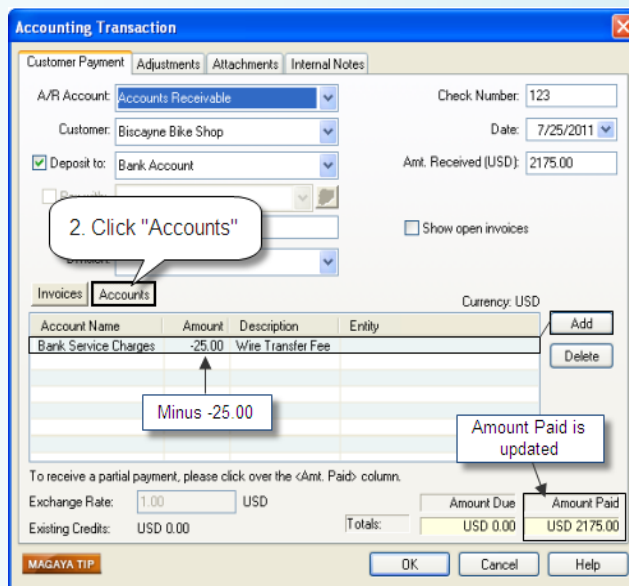 Accounting Transaction
Customer Payment Adjustments Attachments Internal Notes
A/R Account: Accounts Receivable
Check Number: 123
Customer: Biscayne Bike Shop
Date: 7/25/2011
Deposit to: Bank Account
Amt. Received (USD): 2175.00
2. Click "Accounts"
Show open invoices
Invoices Accounts
Currency: USD
Account Name Amount Description Entity
Add
Bank Service Charges -25.00 Wire Transfer Fee
Delete
Minus -25.00
Amount Paid is
updated
To receive a partial payment, please click over the <Amt. Paid> column.
Exchange Rate: 1.00 USD
Amount Due Amount Paid
Existing Credits: USD 0.00
Totals: USD 0.00 USD 2175.00
MAGAYA TIP
OK Cancel Help